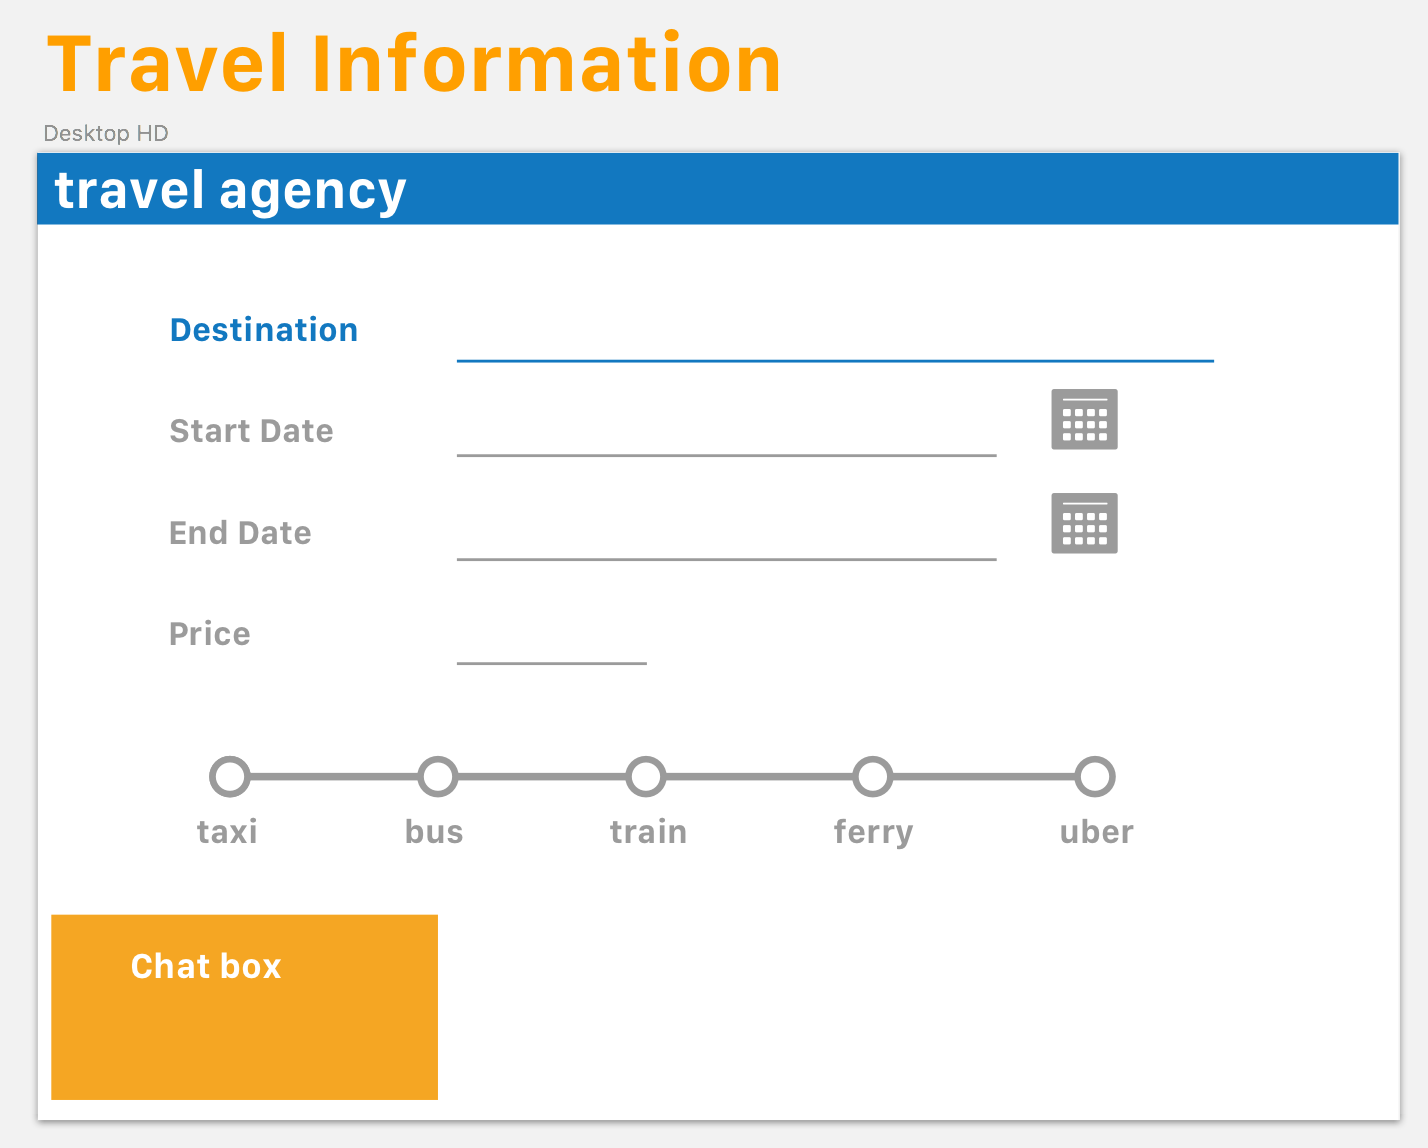 Travel Information
Desktop HD
travel agency
Destination
Start Date
End Date
Price
taxi bus train ferry uber
Chat box